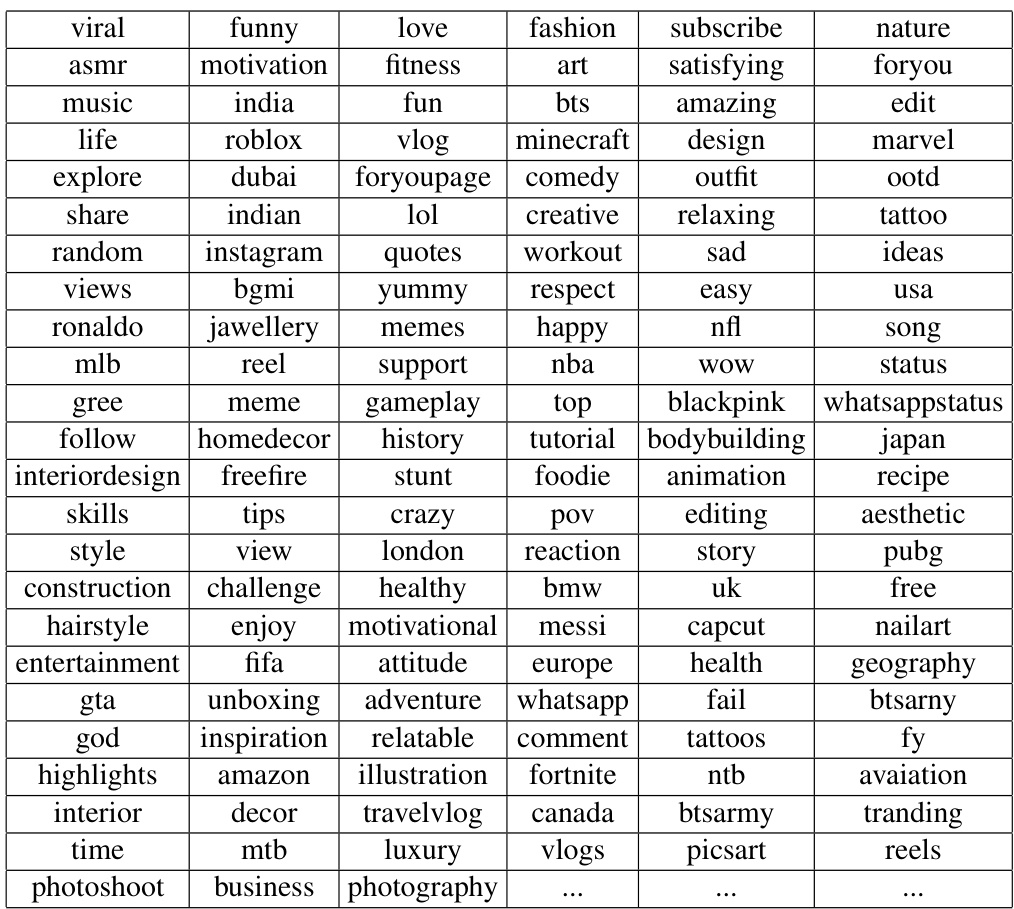 viral funny love fashion subscribe nature
asmr motivation fitness art satisfying foryou
music india fun bts amazing edit
life roblox vlog minecraft design marvel
explore dubai foryoupage comedy outfit ootd
share indian lol creative relaxing tattoo
random instagram quotes workout sad ideas
views bgmi yummy respect easy usa
ronaldo jawellery memes happy nfl song
mlb reel support nba wow status
gree meme gameplay top blackpink whatsappstatus
follow homedecor history tutorial bodybuilding japan
interiordesign freefire stunt foodie animation recipe
skills tips crazy pov editing aesthetic
style view london reaction story pubg
construction challenge healthy bmw uk free
hairstyle enjoy motivational messi capcut nailart
entertainment fifa attitude europe health geography
gta unboxing adventure whatsapp fail btsarny
god inspiration relatable comment tattoos fy
highlights amazon illustration fortnite ntb avaiation
interior decor travelvlog canada btsarmy tranding
time mtb luxury vlogs picsart reels
photoshoot business photography ... ... ...